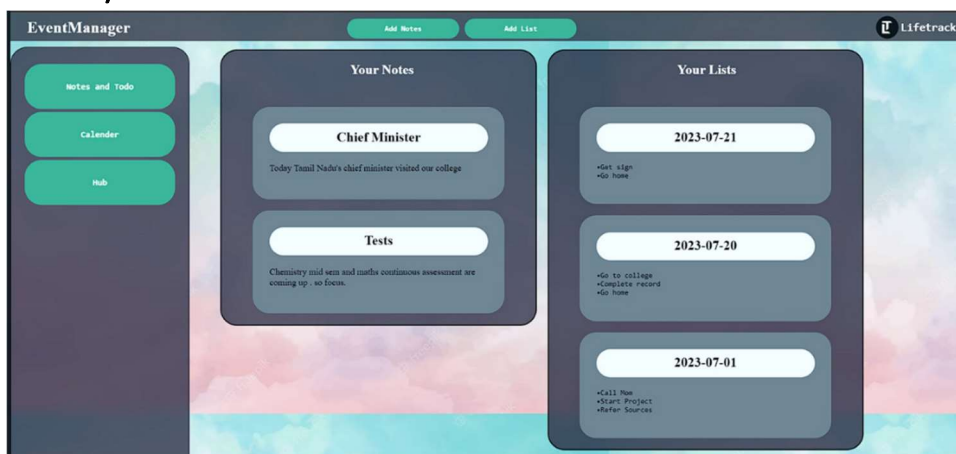 EventManager
Add Notes
Add List
Lifetrack
Notes and Todo
Calender
Hub
Your Notes
Chief Minister
Today Tamil Nadu's chief minister visited our college
Tests
Chemistry mid sem and maths continuous assessment are
coming up , so focus.
Your Lists
2023-07-21
•Get sign
•Go home
2023-07-20
•Go to college
•Complete record
•Go home
2023-07-01
•Call Mom
•Start Project
•Refer Sources